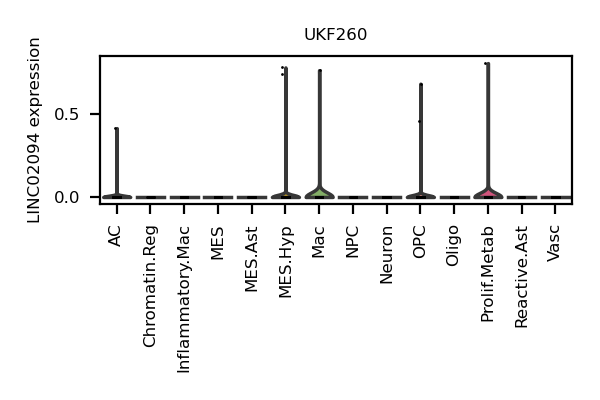 UKF260
LINC02094 expression
0.5
0.0
AC
Chromatin.Reg
Inflammatory.Mac
MES
MES.Ast
MES.Hyp
Mac
NPC
Neuron
OPC
Oligo
Prolif.Metab
Reactive.Ast
Vasc